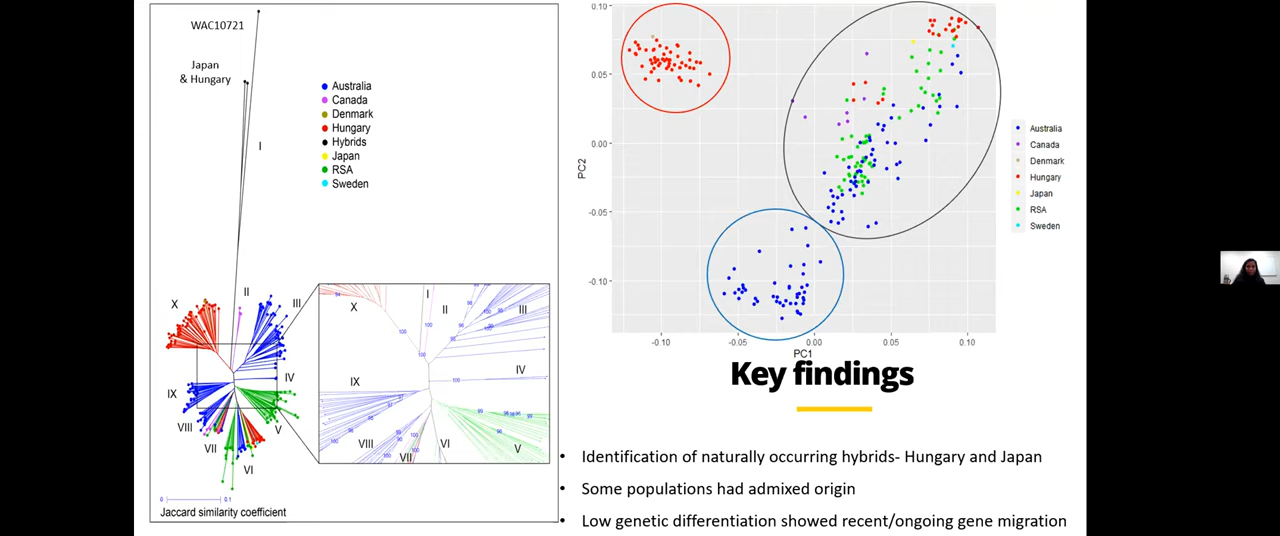 WAC10721
Japan
& Hungary
I
Australia
Canada
Denmark
Hungary
Hybrids
Japan
RSA
Sweden
X
II
III
IV
IX
VIII
VII
VI
V
0
0.1
Jaccard similarity coefficient
X
I
II
III
IX
IV
VIII
VII
VI
V
100
100
100
100
0.10
0.05
0.00
-0.05
-0.10
PC2
-0.10
-0.05
0.00
0.05
0.10
PC1
Australia
Canada
Denmark
Hungary
Japan
RSA
Sweden
Key findings
• Identification of naturally occurring hybrids- Hungary and Japan
• Some populations had admixed origin
• Low genetic differentiation showed recent/ongoing gene migration